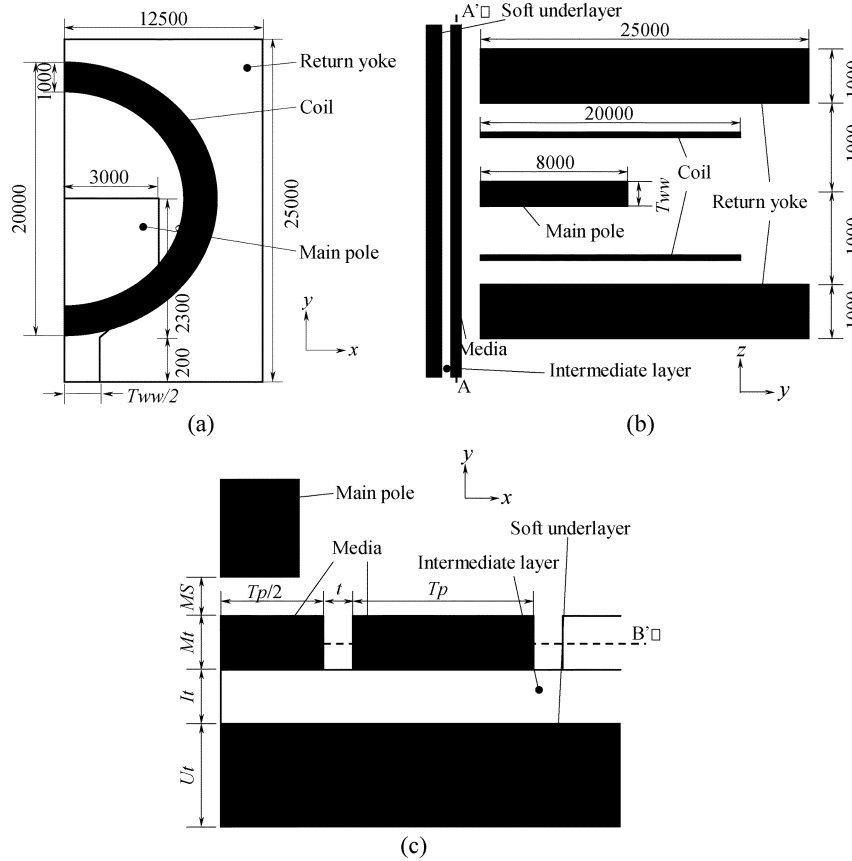 12500
Return yoke
1000
Coil
3000
20000
25000
Main pole
2300
200
y
x
Tww/2
(a)
A’□
Soft underlayer
25000
1000
20000
1000
8000
Coil
Tww
Return yoke
Main pole
1000
Media
1000
Intermediate layer
A
z
y
(b)
y
x
Main pole
Soft underlayer
Media
Intermediate layer
MS
Tp/2
t
Tp
Mt
B’□
It
Ut
(c)